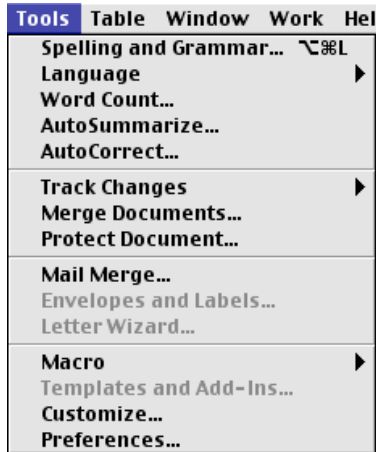 Tools Table Window Work Hel
Spelling and Grammar... ⌥⌘L
Language
Word Count...
AutoSummarize...
AutoCorrect...
Track Changes
Merge Documents...
Protect Document...
Mail Merge...
Envelopes and Labels...
Letter Wizard...
Macro
Templates and Add-Ins...
Customize...
Preferences...